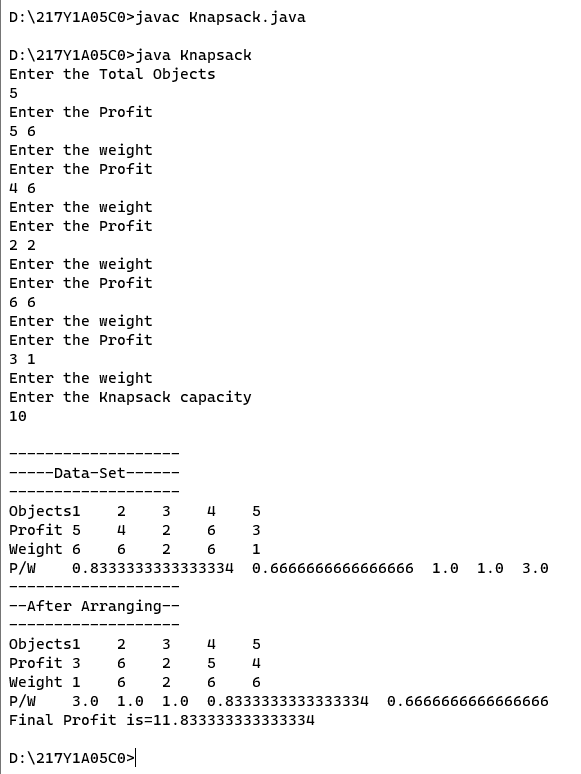 D:\217Y1A05C0>javac Knapsack.java
D:\217Y1A05C0>java Knapsack
Enter the Total Objects
5
Enter the Profit
5 6
Enter the weight
Enter the Profit
4 6
Enter the weight
Enter the Profit
2 2
Enter the weight
Enter the Profit
6 6
Enter the weight
Enter the Profit
3 1
Enter the weight
Enter the Knapsack capacity
10
-------------------
-----Data-Set------
-------------------
Objects1    2    3    4    5
Profit 5    4    2    6    3
Weight 6    6    2    6    1
P/W    0.8333333333333334  0.6666666666666666  1.0  1.0  3.0
-------------------
--After Arranging--
-------------------
Objects1    2    3    4    5
Profit 3    6    2    5    4
Weight 1    6    2    6    6
P/W    3.0  1.0  1.0  0.8333333333333334  0.6666666666666666
Final Profit is=11.833333333333334
D:\217Y1A05C0>